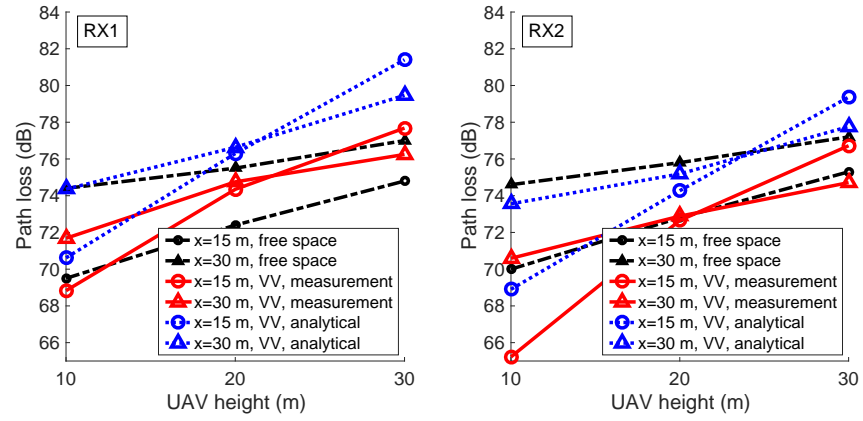 RX1
84
82
80
78
76
74
72
70
68
66
Path loss (dB)
x=15 m, free space
x=30 m, free space
x=15 m, VV, measurement
x=30 m, VV, measurement
x=15 m, VV, analytical
x=30 m, VV, analytical
10
20
30
UAV height (m)
RX2
84
82
80
78
76
74
72
70
68
66
Path loss (dB)
x=15 m, free space
x=30 m, free space
x=15 m, VV, measurement
x=30 m, VV, measurement
x=15 m, VV, analytical
x=30 m, VV, analytical
10
20
30
UAV height (m)